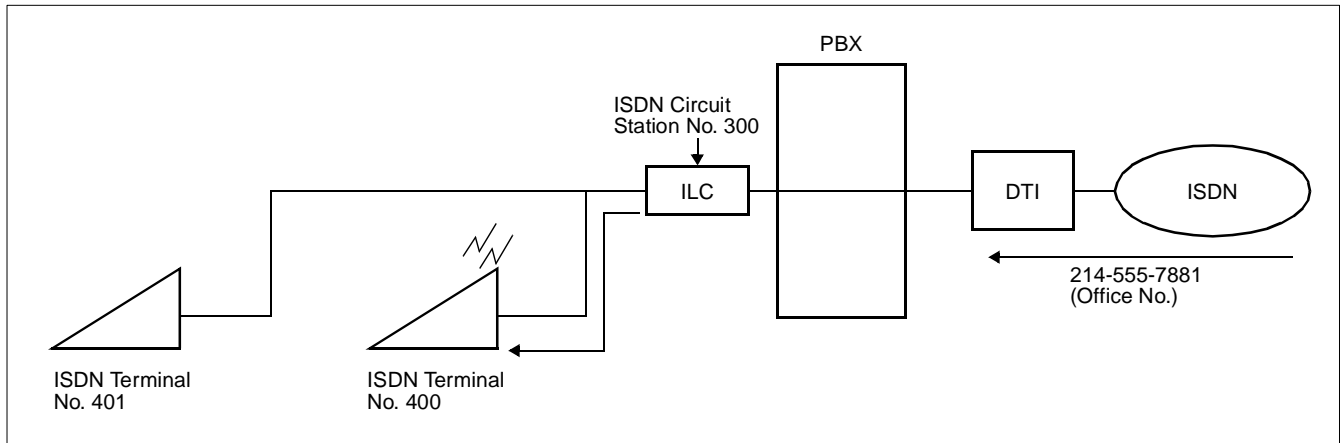 PBX
ISDN Circuit
Station No. 300
ILC
DTI
ISDN
214-555-7881
(Office No.)
ISDN Terminal
No. 401
ISDN Terminal
No. 400